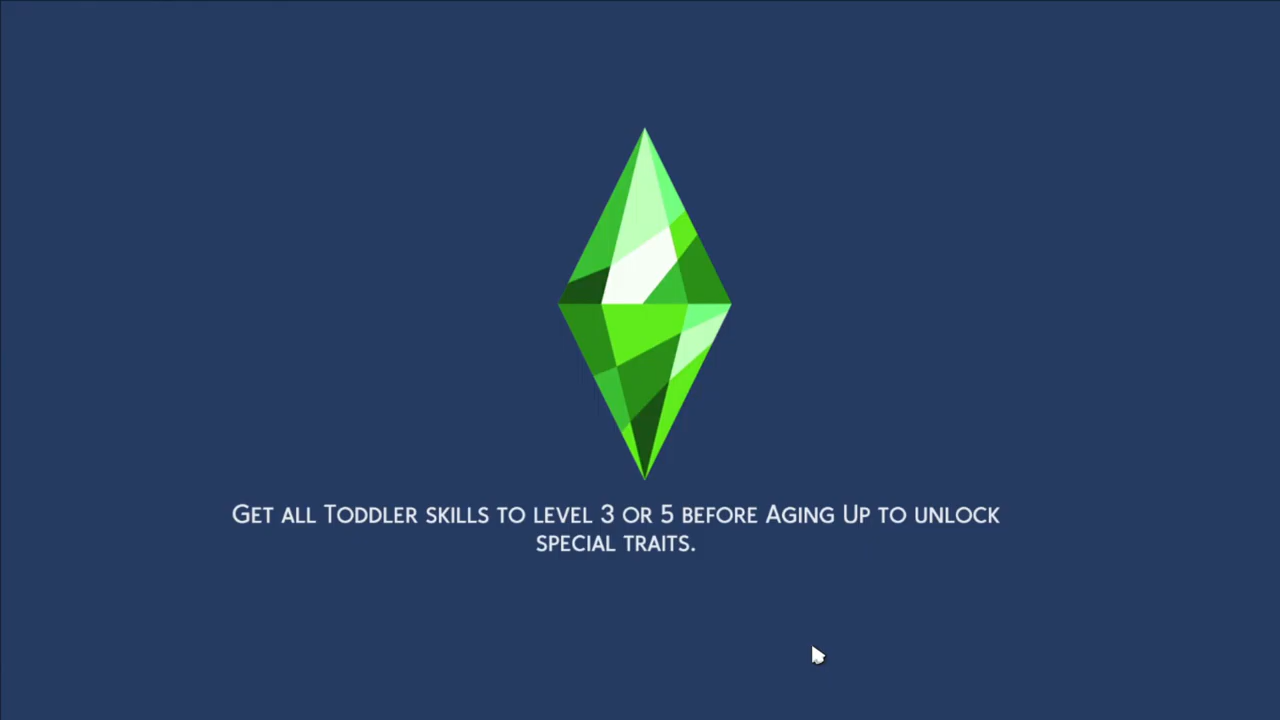 Get all Toddler skills to level 3 or 5 before Aging Up to unlock
special traits.